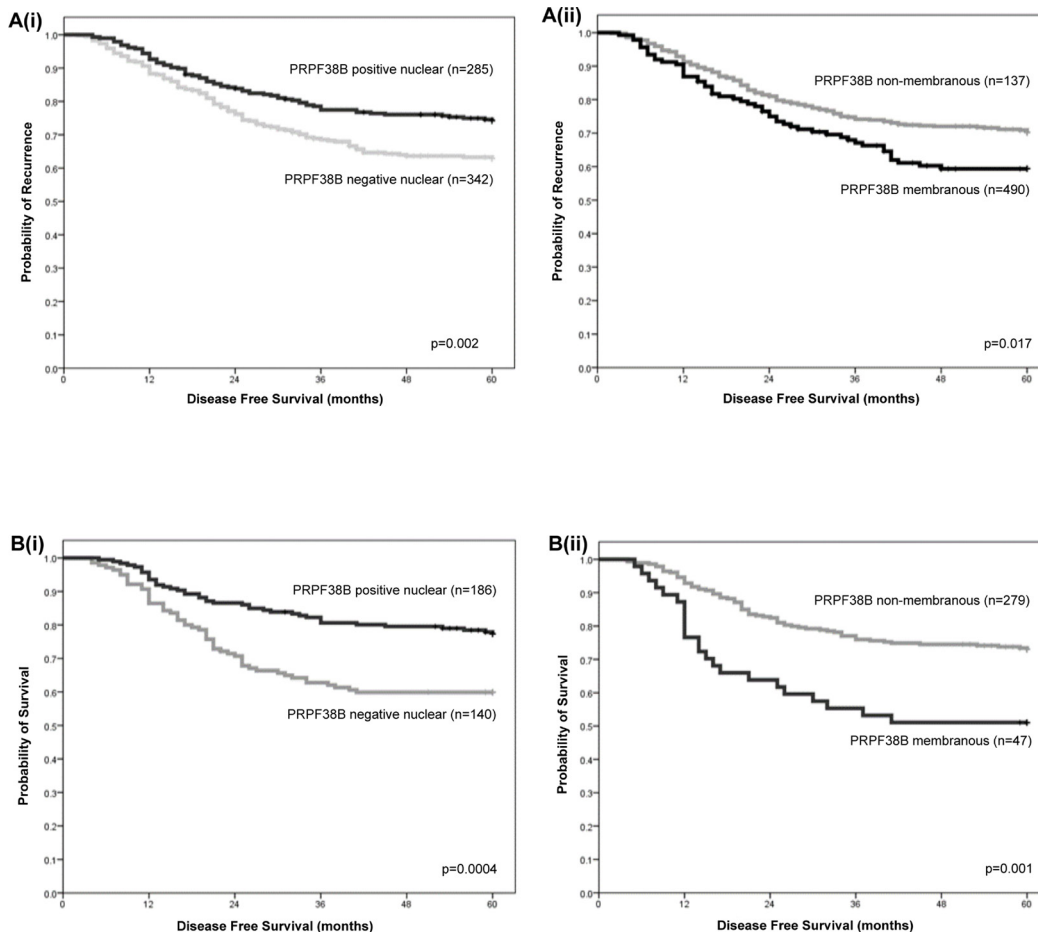 A(i)
Probability of Recurrence
1.0
0.9
0.8
0.7
0.6
0.5
0.4
0.3
0.2
0.1
0.0
PRPF38B positive nuclear (n=285)
PRPF38B negative nuclear (n=342)
p=0.002
0 12 24 36 48 60
Disease Free Survival (months)
A(ii)
Probability of Recurrence
1.0
0.9
0.8
0.7
0.6
0.5
0.4
0.3
0.2
0.1
0.0
PRPF38B non-membranous (n=137)
PRPF38B membranous (n=490)
p=0.017
0 12 24 36 48 60
Disease Free Survival (months)
B(i)
Probability of Survival
1.0
0.9
0.8
0.7
0.6
0.5
0.4
0.3
0.2
0.1
0.0
PRPF38B positive nuclear (n=186)
PRPF38B negative nuclear (n=140)
p=0.0004
0 12 24 36 48 60
Disease Free Survival (months)
B(ii)
Probability of Survival
1.0
0.9
0.8
0.7
0.6
0.5
0.4
0.3
0.2
0.1
0.0
PRPF38B non-membranous (n=279)
PRPF38B membranous (n=47)
p=0.001
0 12 24 36 48 60
Disease Free Survival (months)